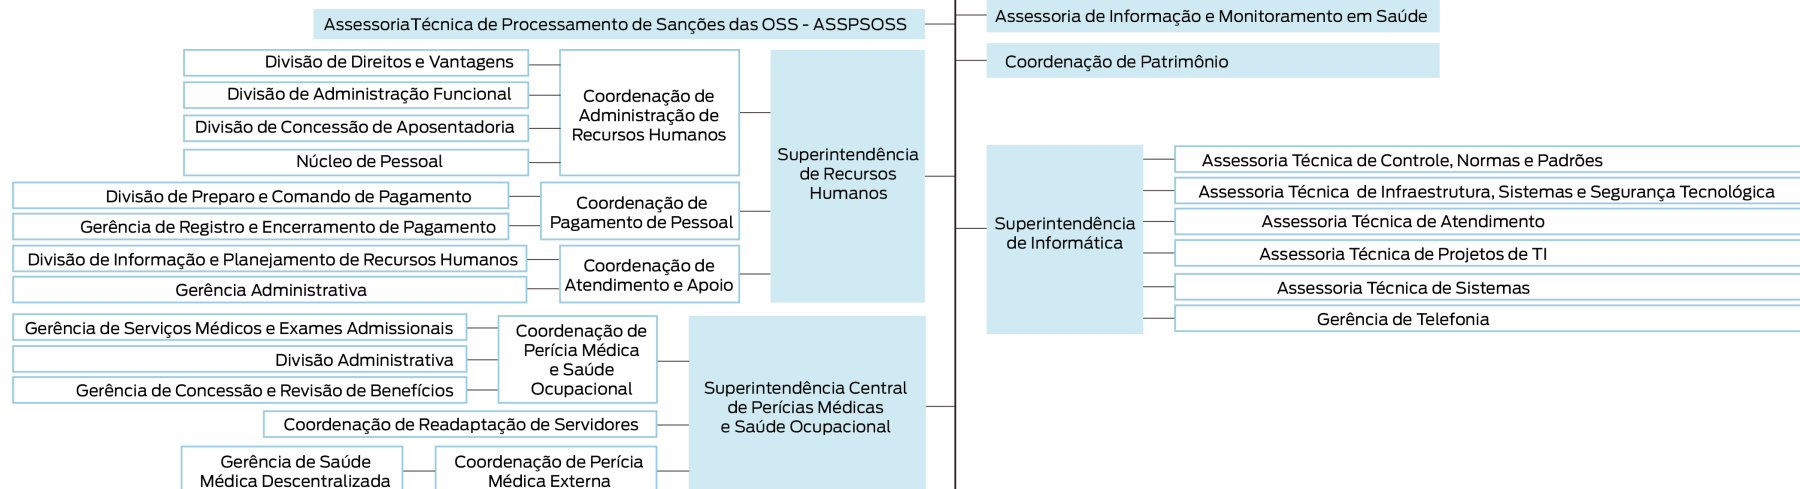 Assessoria Técnica de Processamento de Sanções das OSS - ASSPSOSS
Divisão de Direitos e Vantagens
Divisão de Administração Funcional
Divisão de Concessão de Aposentadoria
Núcleo de Pessoal
Coordenação de
Administração de
Recursos Humanos
Divisão de Preparo e Comando de Pagamento
Gerência de Registro e Encerramento de Pagamento
Coordenação de
Pagamento de Pessoal
Divisão de Informação e Planejamento de Recursos Humanos
Gerência Administrativa
Coordenação de
Atendimento e Apoio
Superintendência
de Recursos
Humanos
Gerência de Serviços Médicos e Exames Admissionais
Divisão Administrativa
Gerência de Concessão e Revisão de Benefícios
Coordenação de
Perícia Médica
e Saúde
Ocupacional
Coordenação de Readaptação de Servidores
Gerência de Saúde
Médica Descentralizada
Coordenação de Perícia
Médica Externa
Superintendência Central
de Perícias Médicas
e Saúde Ocupacional
Assessoria de Informação e Monitoramento em Saúde
Coordenação de Patrimônio
Superintendência
de Informática
Assessoria Técnica de Controle, Normas e Padrões
Assessoria Técnica de Infraestrutura, Sistemas e Segurança Tecnológica
Assessoria Técnica de Atendimento
Assessoria Técnica de Projetos de TI
Assessoria Técnica de Sistemas
Gerência de Telefonia